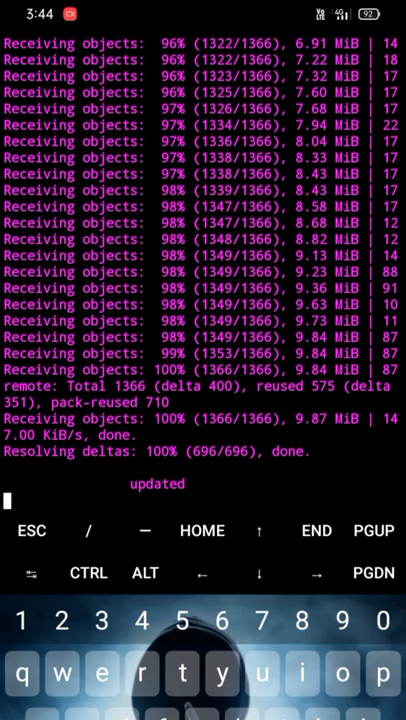 3:44 Vo LTE 4G 92
Receiving objects:  96% (1322/1366), 6.91 MiB | 14
Receiving objects:  96% (1322/1366), 7.22 MiB | 18
Receiving objects:  96% (1323/1366), 7.32 MiB | 17
Receiving objects:  96% (1325/1366), 7.60 MiB | 17
Receiving objects:  97% (1326/1366), 7.68 MiB | 17
Receiving objects:  97% (1334/1366), 7.94 MiB | 22
Receiving objects:  97% (1336/1366), 8.04 MiB | 17
Receiving objects:  97% (1338/1366), 8.33 MiB | 17
Receiving objects:  97% (1338/1366), 8.43 MiB | 17
Receiving objects:  98% (1339/1366), 8.43 MiB | 17
Receiving objects:  98% (1347/1366), 8.58 MiB | 17
Receiving objects:  98% (1347/1366), 8.68 MiB | 12
Receiving objects:  98% (1348/1366), 8.82 MiB | 12
Receiving objects:  98% (1349/1366), 9.13 MiB | 14
Receiving objects:  98% (1349/1366), 9.23 MiB | 88
Receiving objects:  98% (1349/1366), 9.36 MiB | 91
Receiving objects:  98% (1349/1366), 9.63 MiB | 10
Receiving objects:  98% (1349/1366), 9.73 MiB | 11
Receiving objects:  98% (1349/1366), 9.84 MiB | 87
Receiving objects:  99% (1353/1366), 9.84 MiB | 87
Receiving objects: 100% (1366/1366), 9.84 MiB | 87
remote: Total 1366 (delta 400), reused 575 (delta
351), pack-reused 710
Receiving objects: 100% (1366/1366), 9.87 MiB | 14
7.00 KiB/s, done.
Resolving deltas: 100% (696/696), done.
updated
ESC / — HOME ↑ END PGUP
↹ CTRL ALT ← ↓ → PGDN
1 2 3 4 5 6 7 8 9 0
q w e r t y u i o p